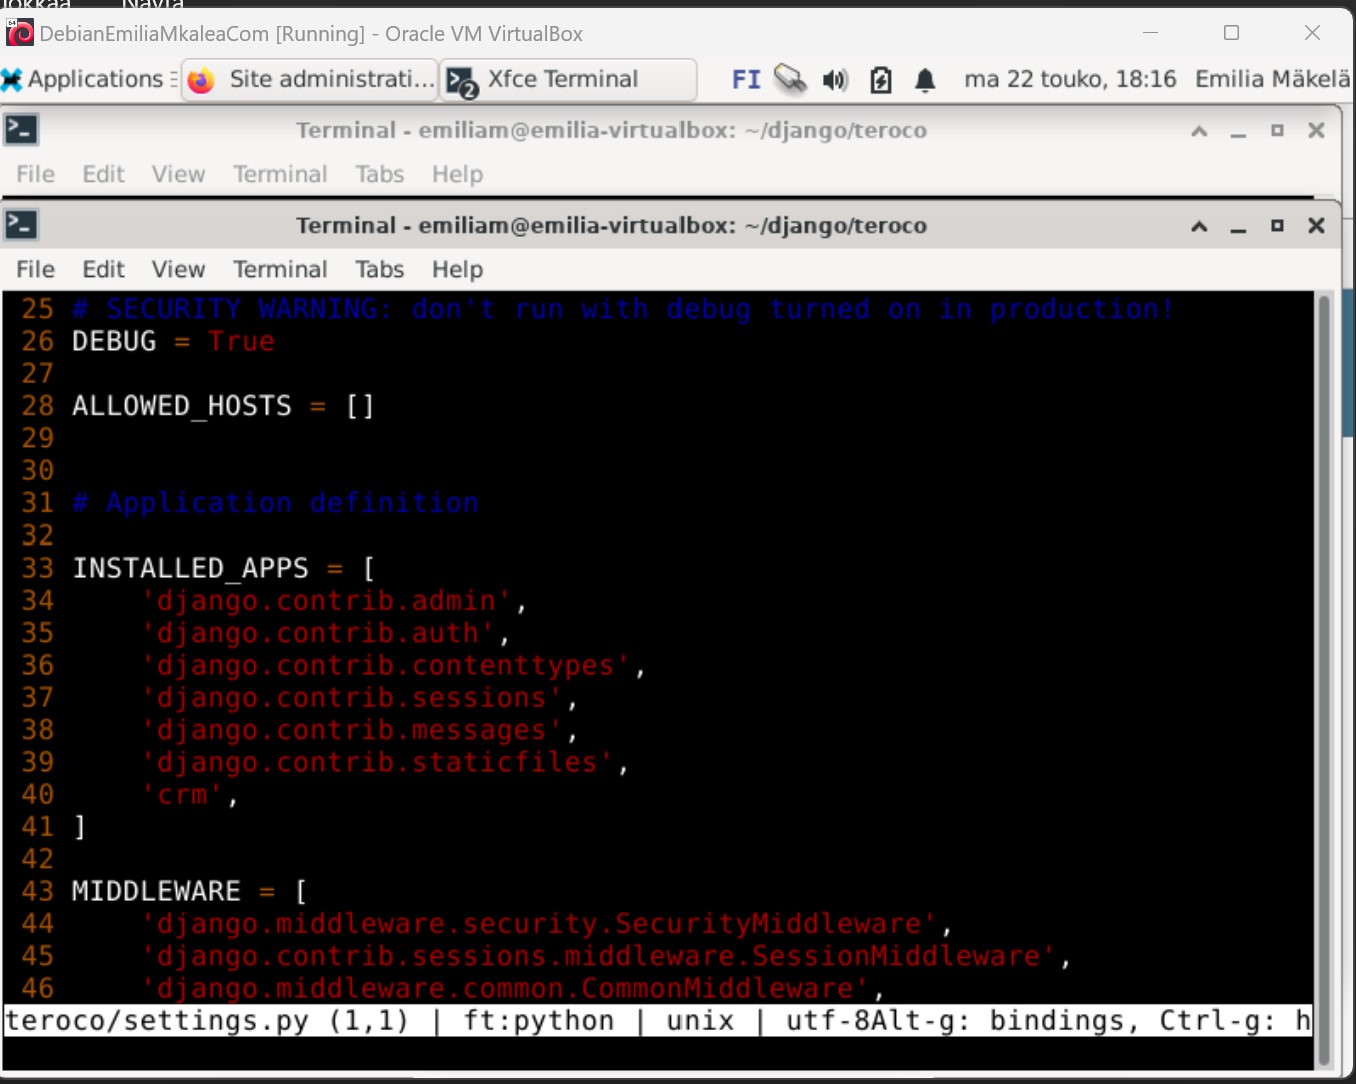 DebianEmiliaMkaleaCom [Running] - Oracle VM VirtualBox
Applications Site administrati... 2 Xfce Terminal FI ma 22 touko, 18:16 Emilia Mäkelä
Terminal - emiliam@emilia-virtualbox: ~/django/teroco
File Edit View Terminal Tabs Help
Terminal - emiliam@emilia-virtualbox: ~/django/teroco
File Edit View Terminal Tabs Help
25 # SECURITY WARNING: don't run with debug turned on in production!
26 DEBUG = True
27
28 ALLOWED_HOSTS = []
29
30
31 # Application definition
32
33 INSTALLED_APPS = [
34     'django.contrib.admin',
35     'django.contrib.auth',
36     'django.contrib.contenttypes',
37     'django.contrib.sessions',
38     'django.contrib.messages',
39     'django.contrib.staticfiles',
40     'crm',
41 ]
42
43 MIDDLEWARE = [
44     'django.middleware.security.SecurityMiddleware',
45     'django.contrib.sessions.middleware.SessionMiddleware',
46     'django.middleware.common.CommonMiddleware',
teroco/settings.py (1,1) | ft:python | unix | utf-8Alt-g: bindings, Ctrl-g: h